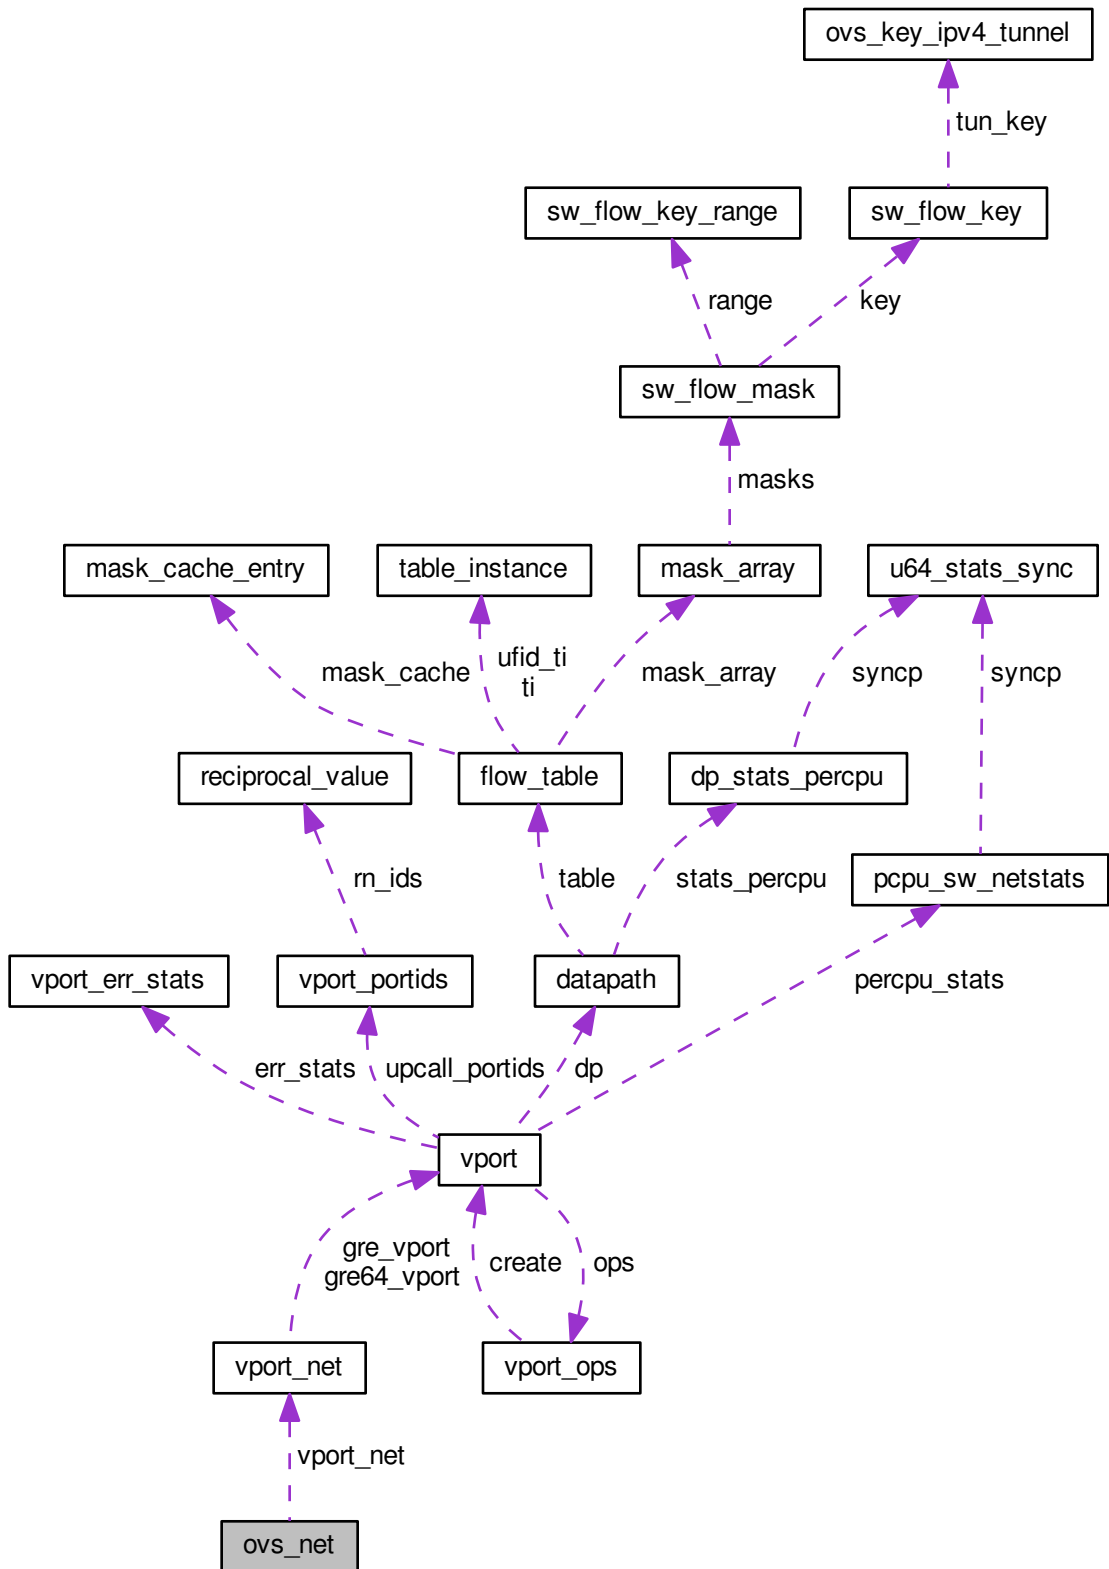 ovs_key_ipv4_tunnel
tun_key
sw_flow_key_range
sw_flow_key
range
key
sw_flow_mask
masks
mask_cache_entry
table_instance
mask_array
u64_stats_sync
mask_cache
ufid_ti
ti
mask_array
syncp
syncp
reciprocal_value
flow_table
dp_stats_percpu
rn_ids
table
stats_percpu
pcpu_sw_netstats
vport_err_stats
vport_portids
datapath
percpu_stats
err_stats
upcall_portids
dp
vport
gre_vport
gre64_vport
create
ops
vport_net
vport_ops
vport_net
ovs_net